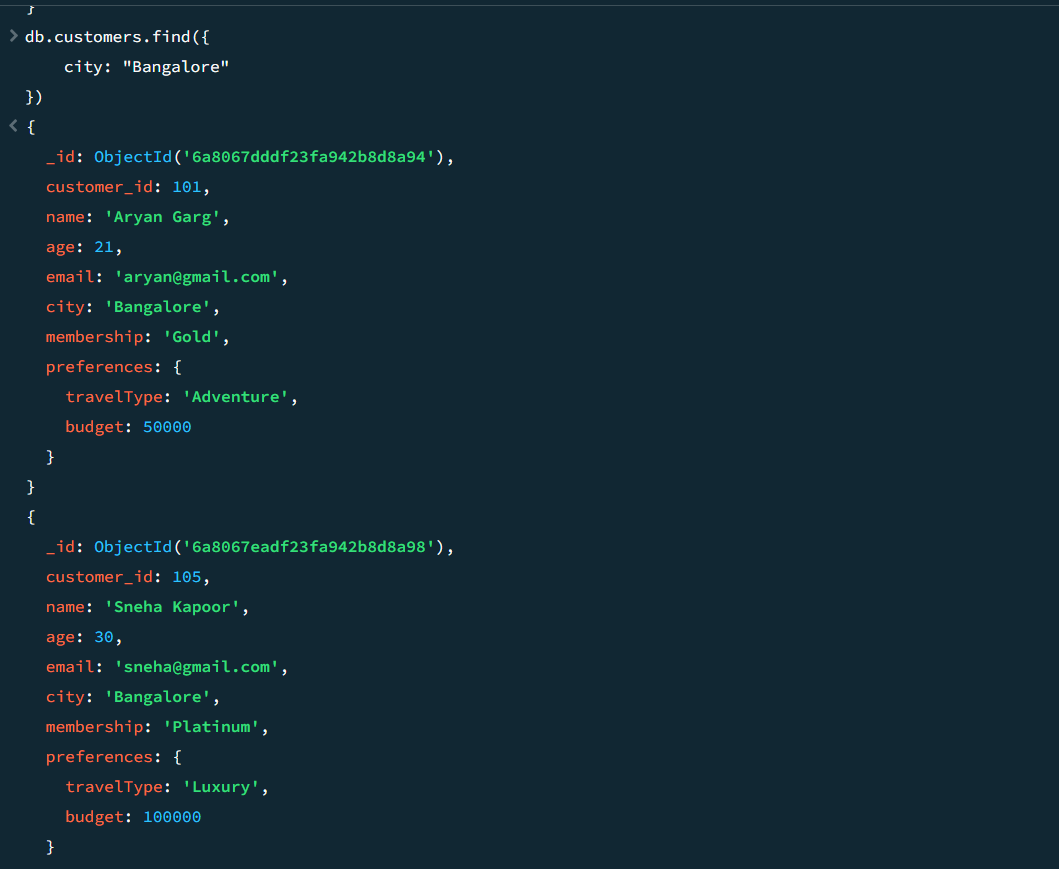 }
> db.customers.find({
city: "Bangalore"
})
< {
_id: ObjectId('6a8067dddf23fa942b8d8a94'),
customer_id: 101,
name: 'Aryan Garg',
age: 21,
email: 'aryan@gmail.com',
city: 'Bangalore',
membership: 'Gold',
preferences: {
travelType: 'Adventure',
budget: 50000
}
}
{
_id: ObjectId('6a8067eadf23fa942b8d8a98'),
customer_id: 105,
name: 'Sneha Kapoor',
age: 30,
email: 'sneha@gmail.com',
city: 'Bangalore',
membership: 'Platinum',
preferences: {
travelType: 'Luxury',
budget: 100000
}